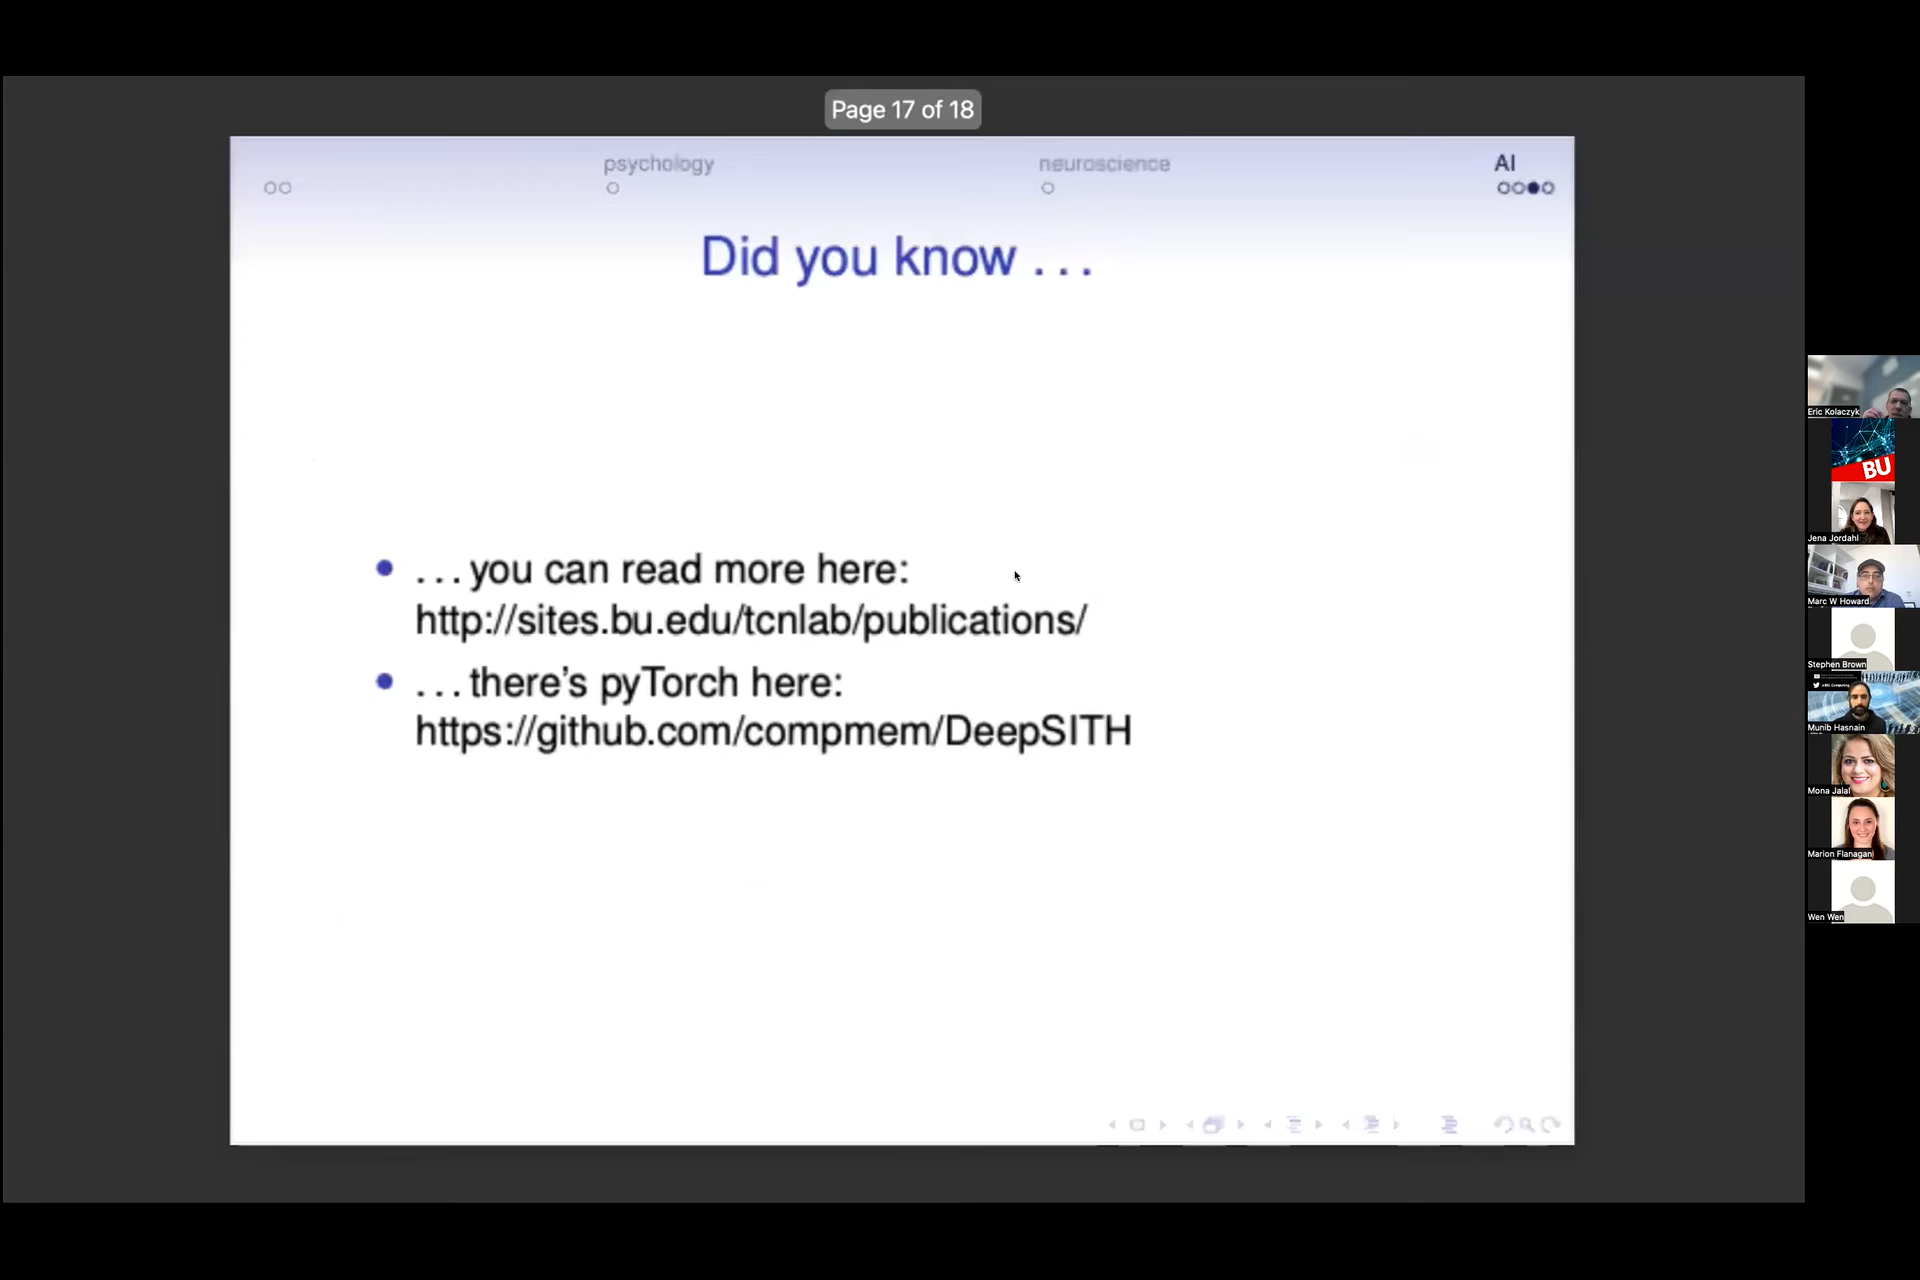 Page 17 of 18
psychology
neuroscience
AI
Did you know ...
... you can read more here:
http://sites.bu.edu/tcnlab/publications/
... there's pyTorch here:
https://github.com/compmem/DeepSITH
Eric Kolaczyk
BU
Jena Jordahl
Marc W Howard
Stephen Brown
Munib Hasnain
Mona Jalal
Marion Flanagan
Wen Wen